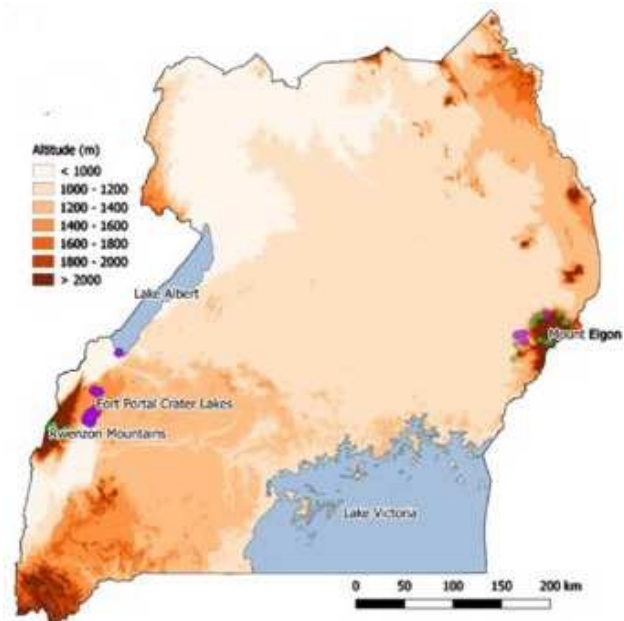 Altitude (m)
< 1000
1000 - 1200
1200 - 1400
1400 - 1600
1600 - 1800
1800 - 2000
> 2000
Lake Albert
Mount Elgon
Fort Portal Crater Lakes
Rwenzori Mountains
Lake Victoria
0 50 100 150 200 km